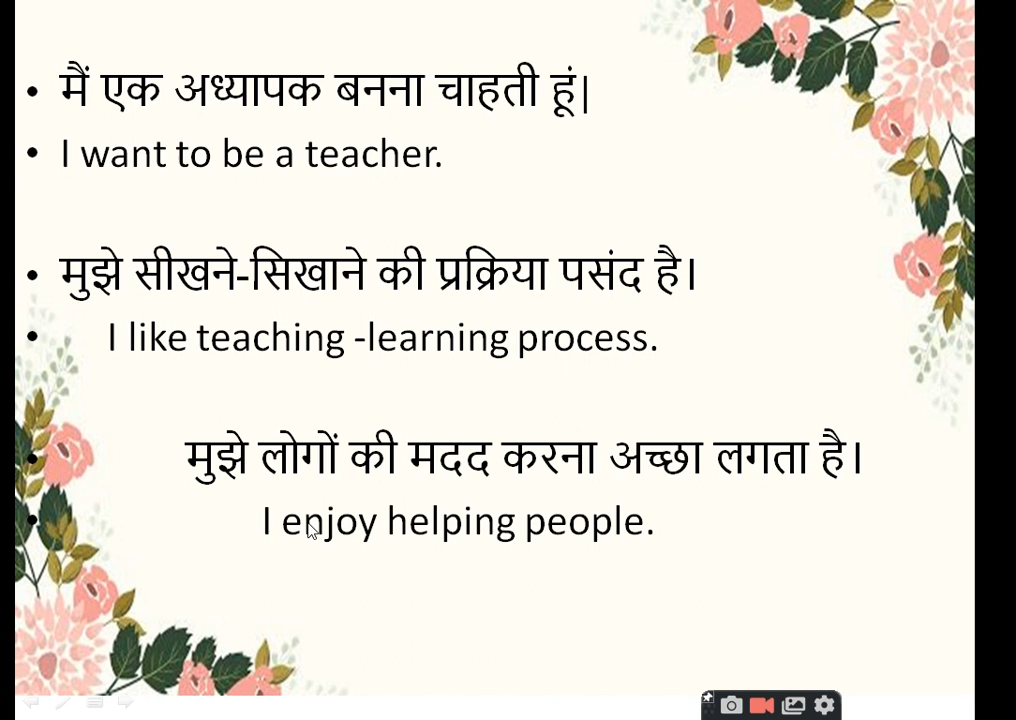 • मैं एक अध्यापक बनना चाहती हूं|
• I want to be a teacher.
• मुझे सीखने-सिखाने की प्रक्रिया पसंद है।
• I like teaching -learning process.
• मुझे लोगों की मदद करना अच्छा लगता है।
• I enjoy helping people.